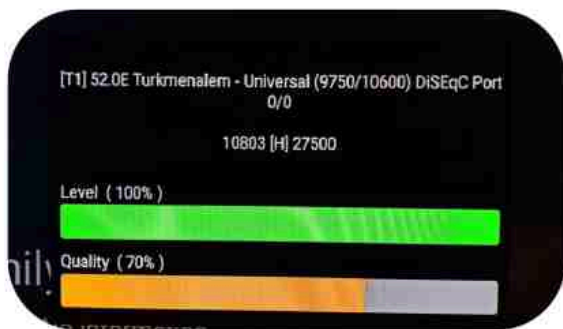 [T1] 52.0E Turkmenalem - Universal (9750/10600) DiSEqC Port
0/0
10803 [H] 27500
Level ( 100% )
Quality ( 70% )